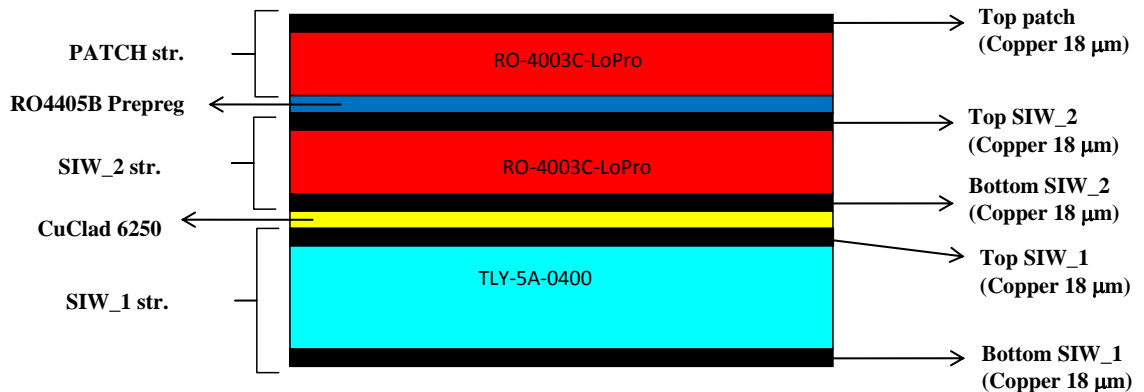 PATCH str.
RO4405B Prepreg
SIW_2 str.
CuClad 6250
SIW_1 str.
RO-4003C-LoPro
RO-4003C-LoPro
TLY-5A-0400
Top patch
(Copper 18 μm)
Top SIW_2
(Copper 18 μm)
Bottom SIW_2
(Copper 18 μm)
Top SIW_1
(Copper 18 μm)
Bottom SIW_1
(Copper 18 μm)